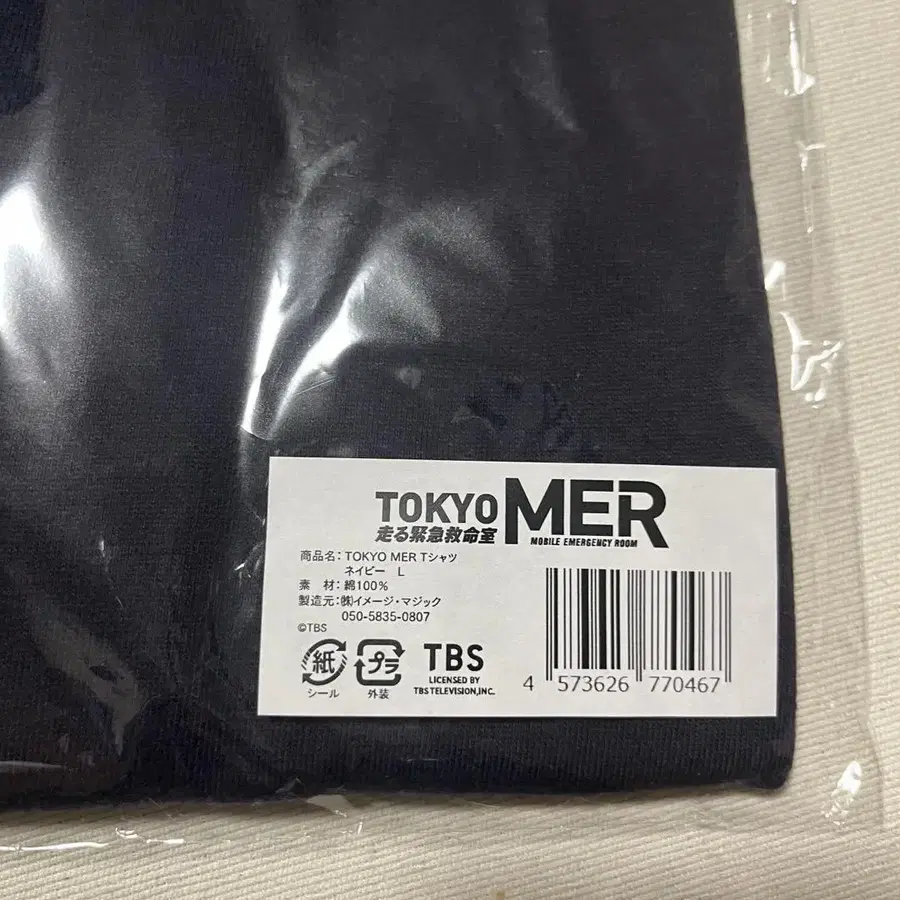 TOKYO MER
走る緊急救命室 MOBILE EMERGENCY ROOM
商品名：TOKYO MER Tシャツ
ネイビー L
素 材：綿100%
製造元：㈱イメージ・マジック
050-5835-0807
©TBS
紙 プラ TBS
シール 外装 LICENSED BY
TBS TELEVISION, INC.
4 573626 770467